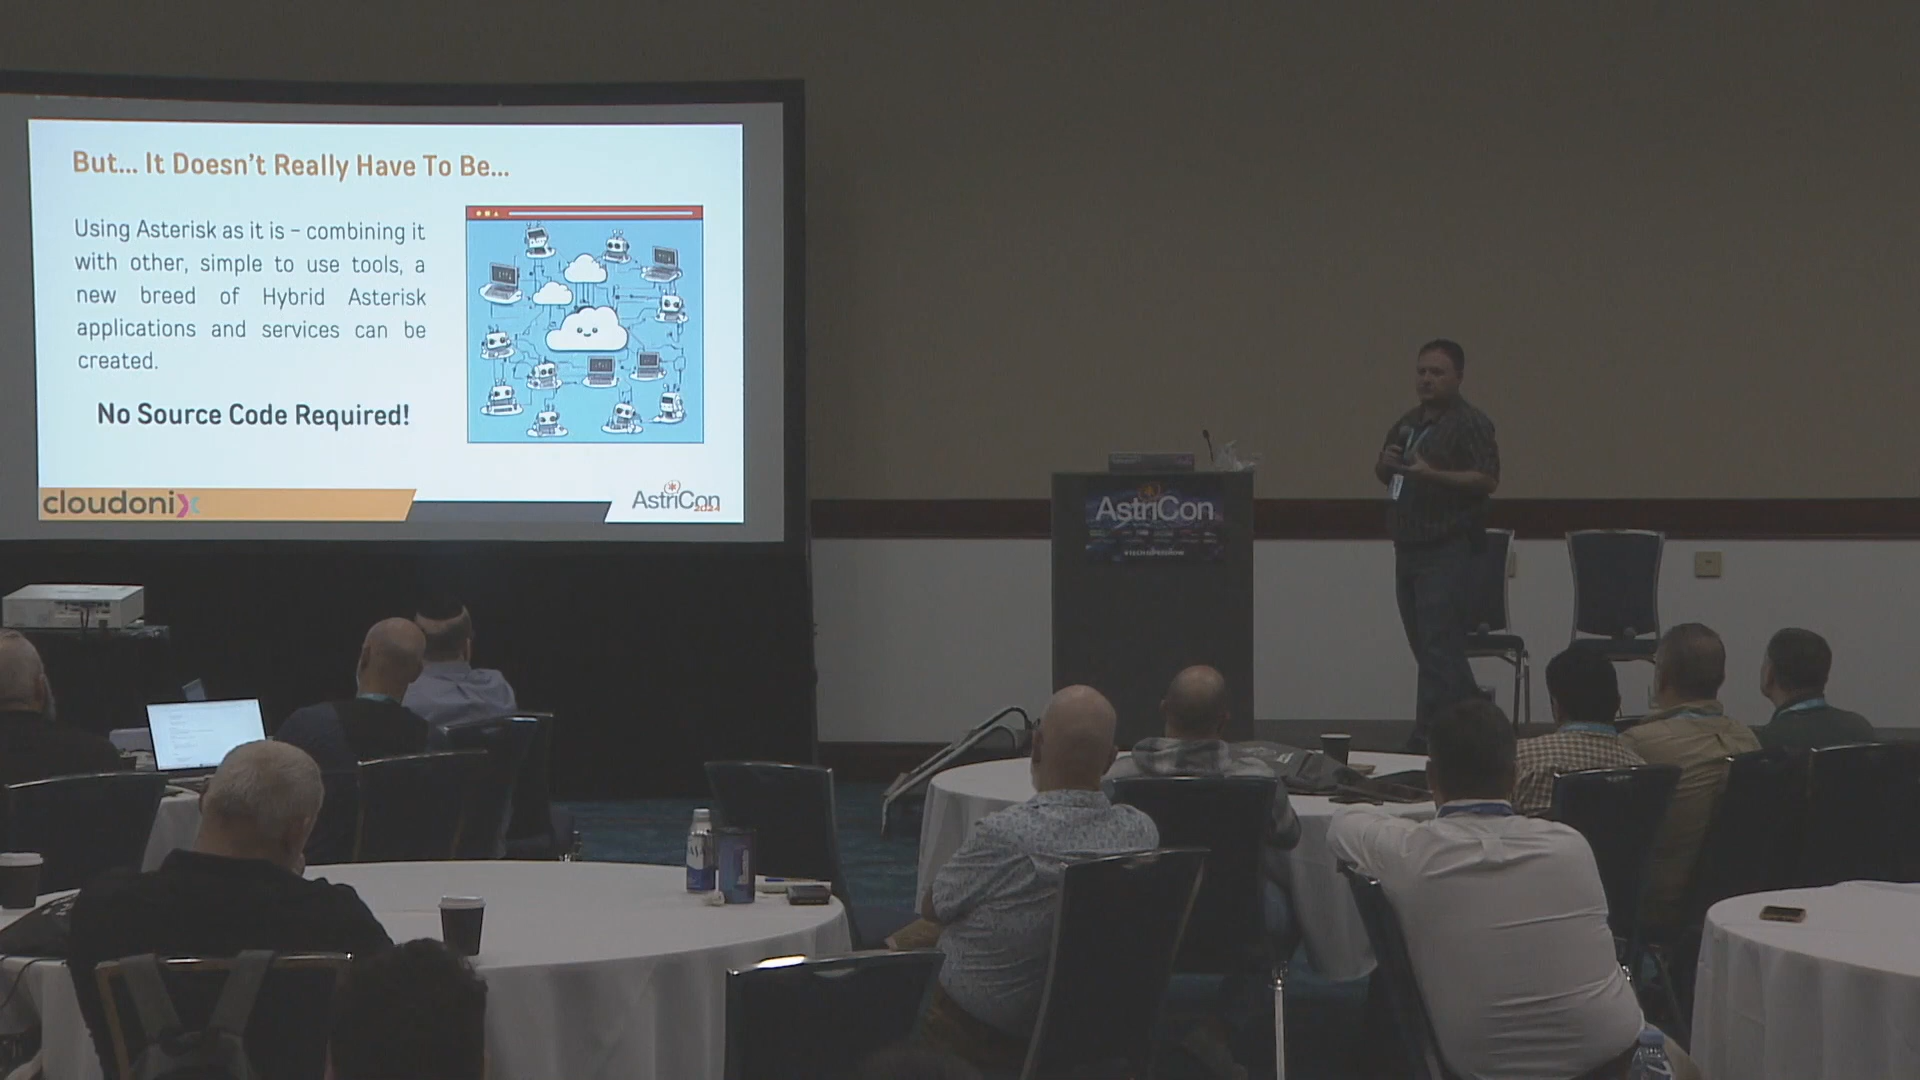 But... It Doesn't Really Have To Be...
Using Asterisk as it is – combining it
with other, simple to use tools, a
new breed of Hybrid Asterisk
applications and services can be
created.
No Source Code Required!
cloudonix
AstriCon
2024
AstriCon